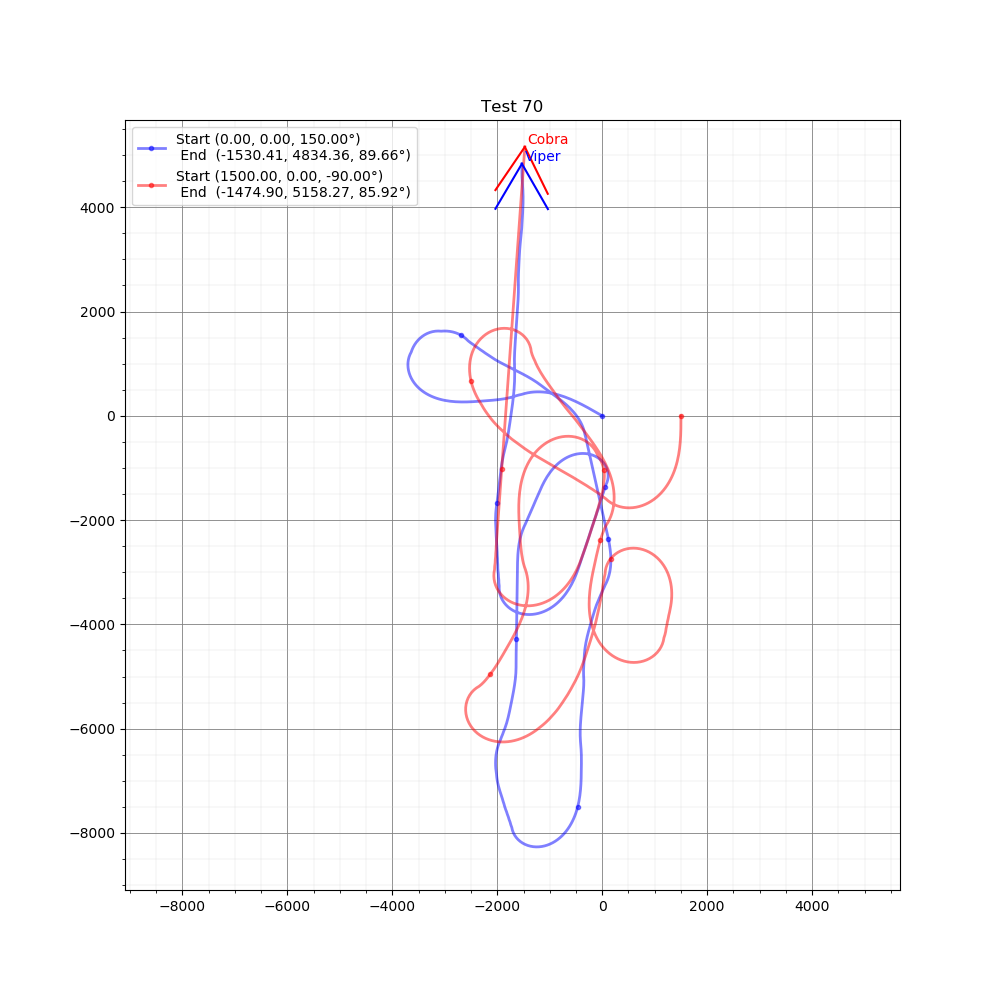 Test 70
Start (0.00, 0.00, 150.00°)
End  (-1530.41, 4834.36, 89.66°)
Start (1500.00, 0.00, -90.00°)
End  (-1474.90, 5158.27, 85.92°)
Cobra
Viper
4000
2000
0
−2000
−4000
−6000
−8000
−8000 −6000 −4000 −2000 0 2000 4000